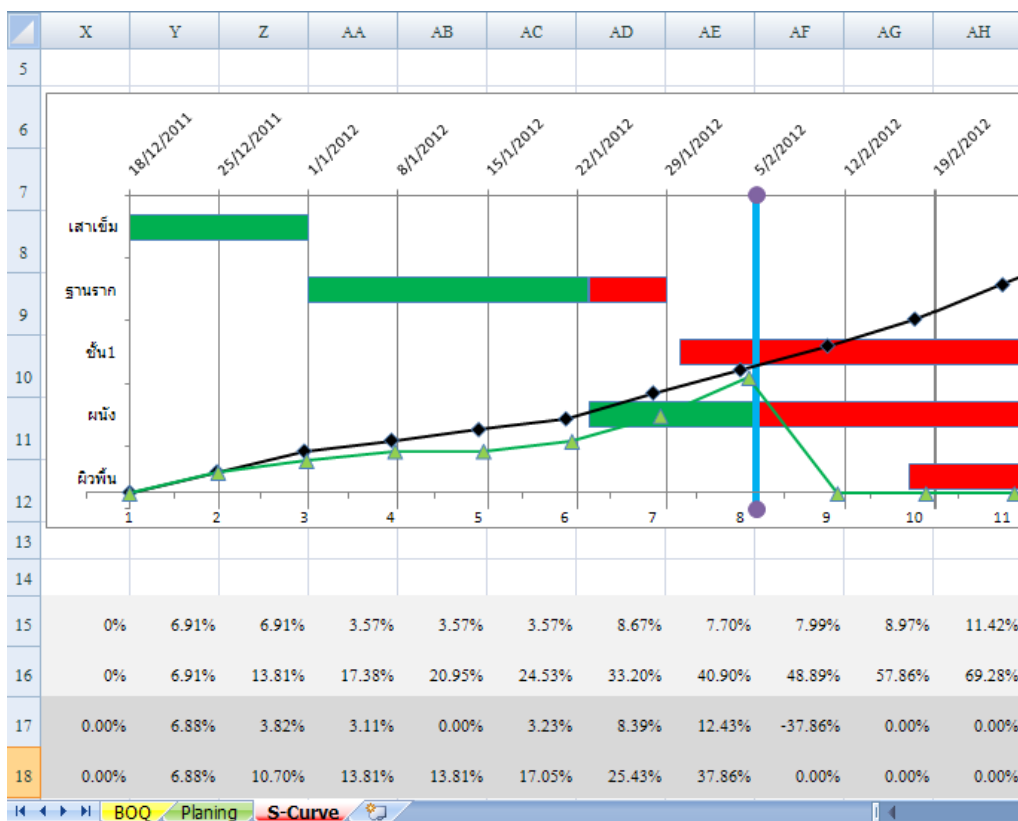 X Y Z AA AB AC AD AE AF AG AH
5
6
18/12/2011 25/12/2011 1/1/2012 8/1/2012 15/1/2012 22/1/2012 29/1/2012 5/2/2012 12/2/2012 19/2/2012
7
เสาเข็ม
8
ฐานราก
9
ชั้น1
10
ผนัง
11
ผิวพื้น
12
1 2 3 4 5 6 7 8 9 10 11
13
14
15 0% 6.91% 6.91% 3.57% 3.57% 3.57% 8.67% 7.70% 7.99% 8.97% 11.42%
16 0% 6.91% 13.81% 17.38% 20.95% 24.53% 33.20% 40.90% 48.89% 57.86% 69.28%
17 0.00% 6.88% 3.82% 3.11% 0.00% 3.23% 8.39% 12.43% -37.86% 0.00% 0.00%
18 0.00% 6.88% 10.70% 13.81% 13.81% 17.05% 25.43% 37.86% 0.00% 0.00% 0.00%
BOQ Planing S-Curve